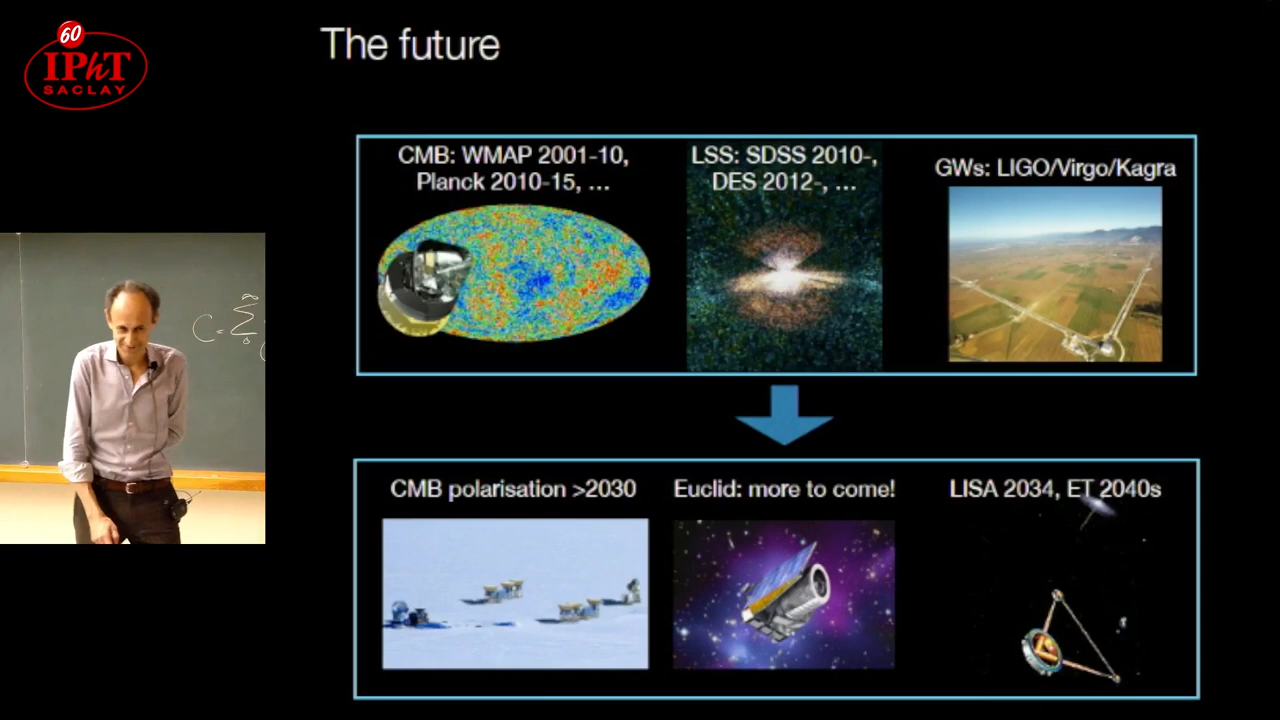 60
IPhT
SACLAY
The future
CMB: WMAP 2001-10,
Planck 2010-15, ...
LSS: SDSS 2010-,
DES 2012-, ...
GWs: LIGO/Virgo/Kagra
C=Σ
∞
0
CMB polarisation >2030
Euclid: more to come!
LISA 2034, ET 2040s